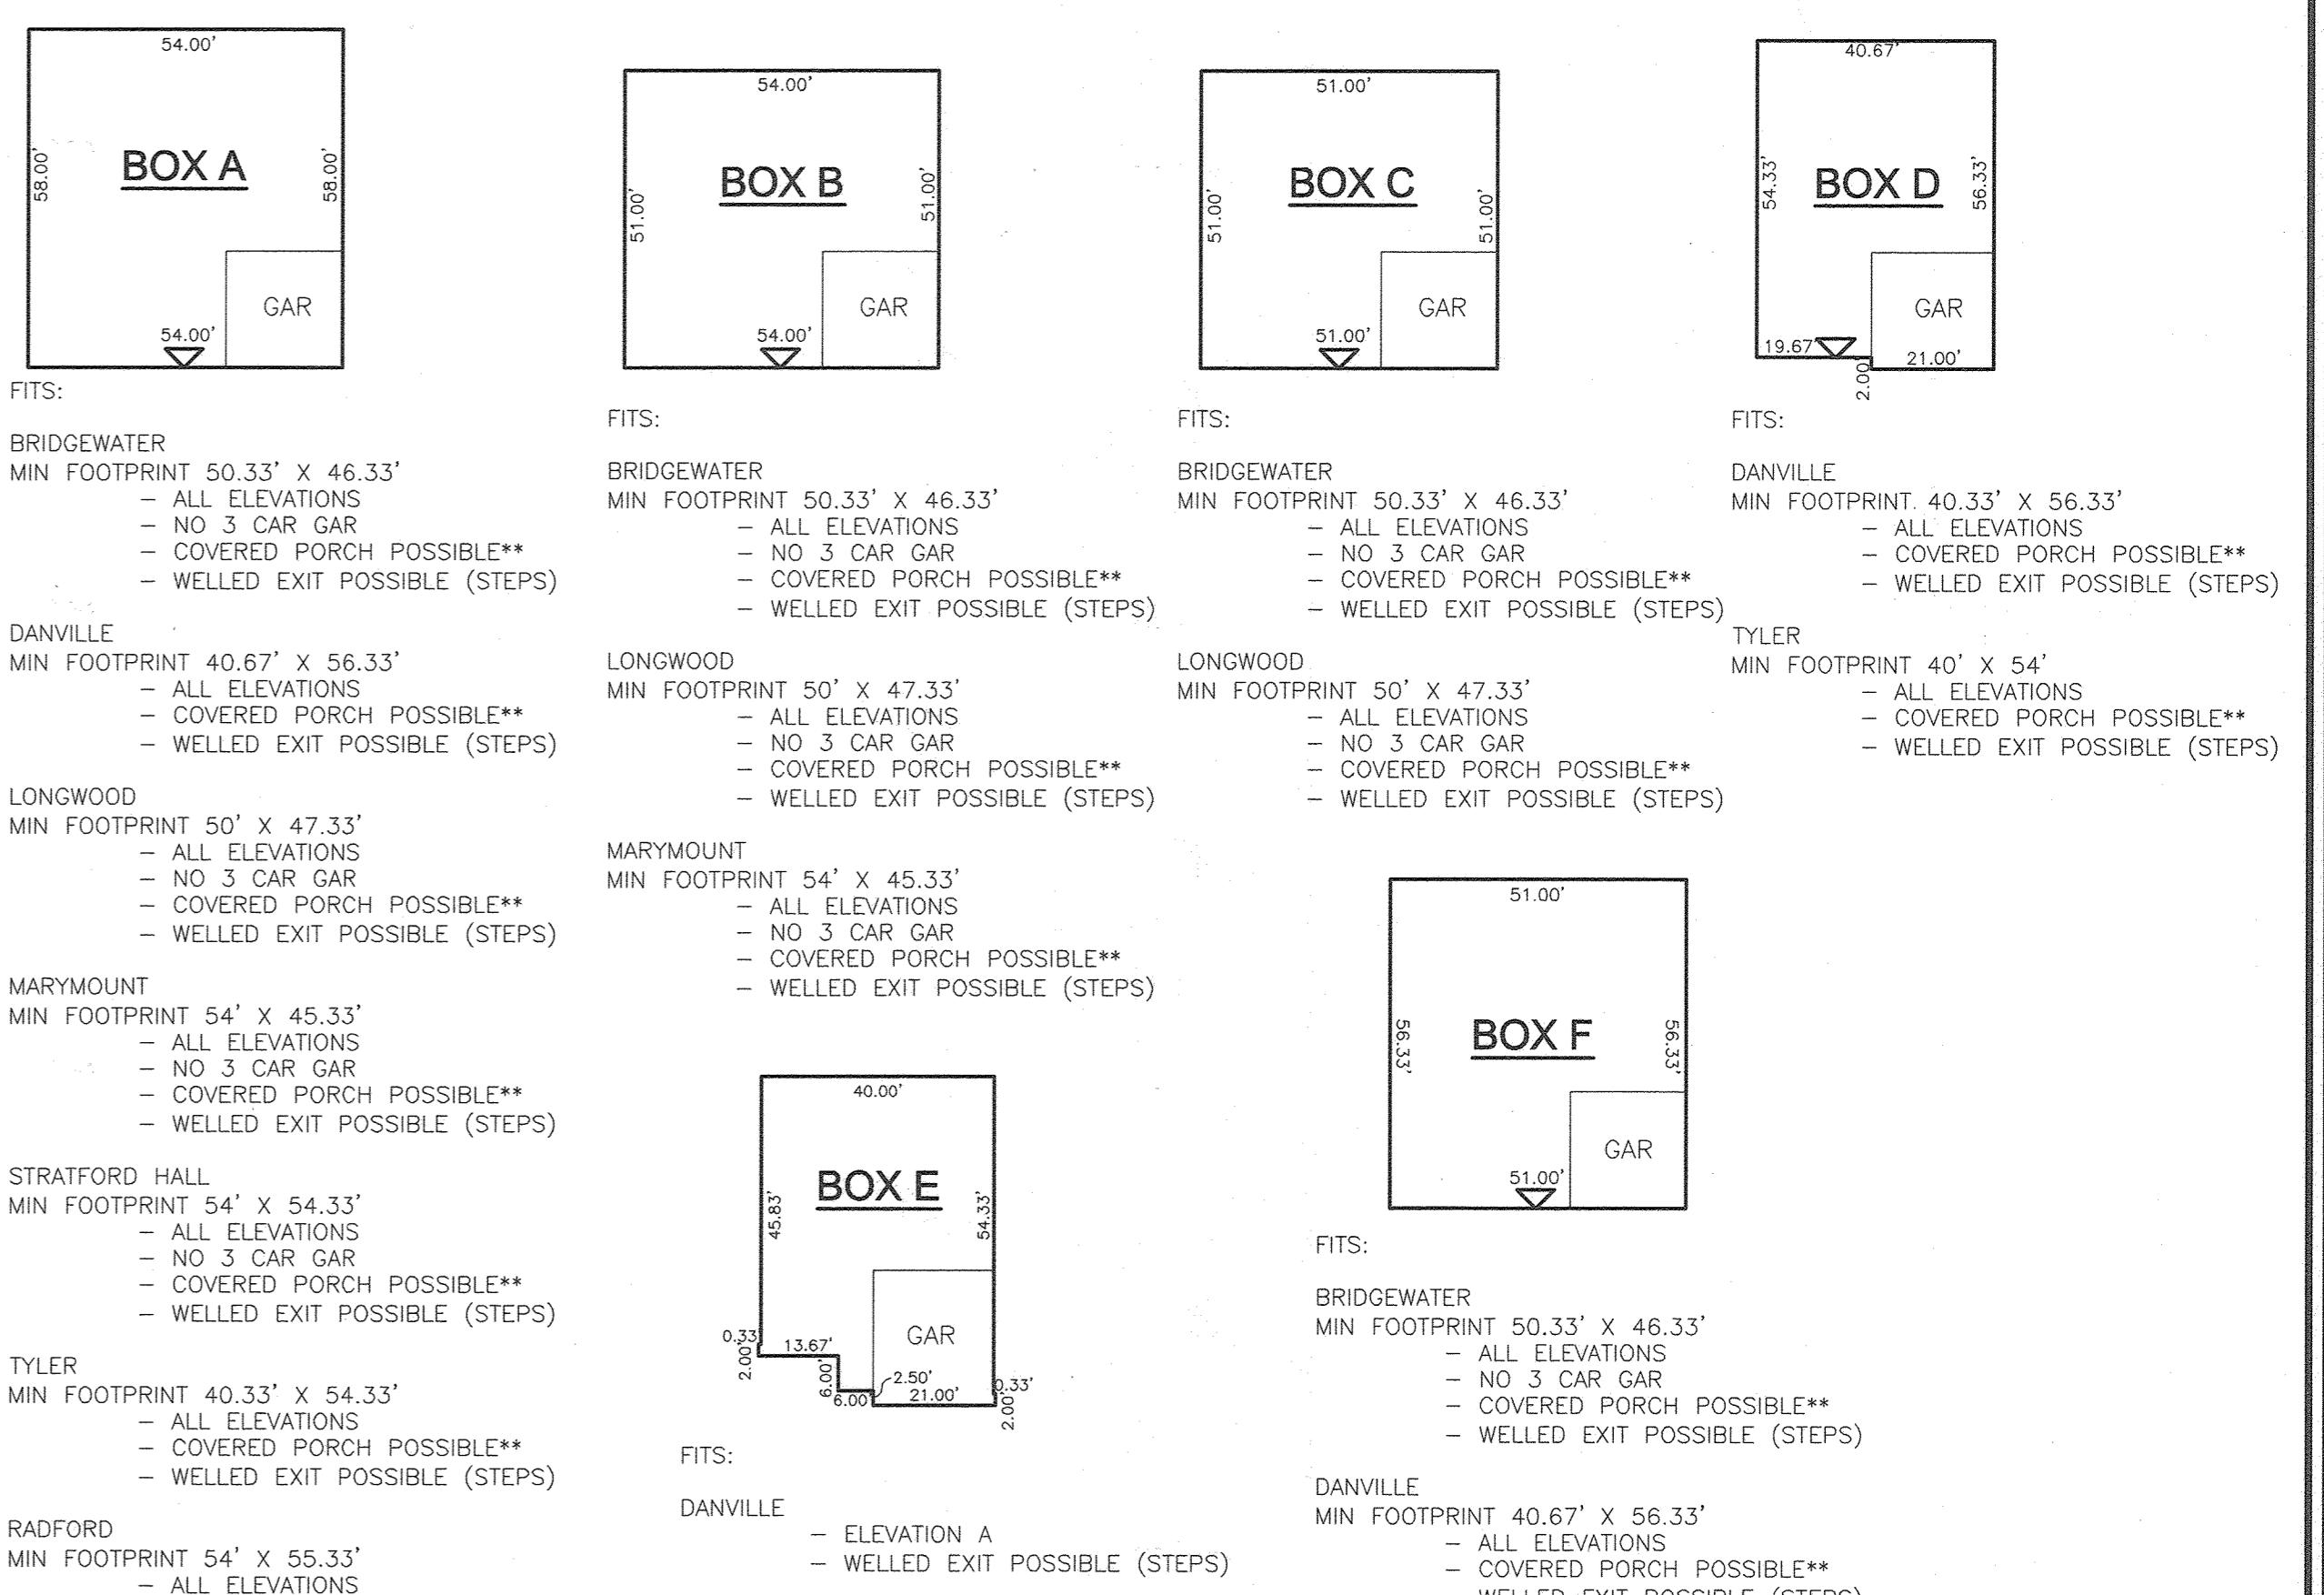 54.00'
58.00'
BOX A
58.00'
GAR
54.00'
FITS:
BRIDGEWATER
MIN FOOTPRINT 50.33' X 46.33'
– ALL ELEVATIONS
– NO 3 CAR GAR
– COVERED PORCH POSSIBLE**
– WELLED EXIT POSSIBLE (STEPS)
DANVILLE
MIN FOOTPRINT 40.67' X 56.33'
– ALL ELEVATIONS
– COVERED PORCH POSSIBLE**
– WELLED EXIT POSSIBLE (STEPS)
LONGWOOD
MIN FOOTPRINT 50' X 47.33'
– ALL ELEVATIONS
– NO 3 CAR GAR
– COVERED PORCH POSSIBLE**
– WELLED EXIT POSSIBLE (STEPS)
MARYMOUNT
MIN FOOTPRINT 54' X 45.33'
– ALL ELEVATIONS
– NO 3 CAR GAR
– COVERED PORCH POSSIBLE**
– WELLED EXIT POSSIBLE (STEPS)
STRATFORD HALL
MIN FOOTPRINT 54' X 54.33'
– ALL ELEVATIONS
– NO 3 CAR GAR
– COVERED PORCH POSSIBLE**
– WELLED EXIT POSSIBLE (STEPS)
TYLER
MIN FOOTPRINT 40.33' X 54.33'
– ALL ELEVATIONS
– COVERED PORCH POSSIBLE**
– WELLED EXIT POSSIBLE (STEPS)
RADFORD
MIN FOOTPRINT 54' X 55.33'
– ALL ELEVATIONS
54.00'
51.00'
BOX B
51.00'
GAR
54.00'
FITS:
BRIDGEWATER
MIN FOOTPRINT 50.33' X 46.33'
– ALL ELEVATIONS
– NO 3 CAR GAR
– COVERED PORCH POSSIBLE**
– WELLED EXIT POSSIBLE (STEPS)
LONGWOOD
MIN FOOTPRINT 50' X 47.33'
– ALL ELEVATIONS
– NO 3 CAR GAR
– COVERED PORCH POSSIBLE**
– WELLED EXIT POSSIBLE (STEPS)
MARYMOUNT
MIN FOOTPRINT 54' X 45.33'
– ALL ELEVATIONS
– NO 3 CAR GAR
– COVERED PORCH POSSIBLE**
– WELLED EXIT POSSIBLE (STEPS)
51.00'
51.00'
BOX C
51.00'
GAR
51.00'
FITS:
BRIDGEWATER
MIN FOOTPRINT 50.33' X 46.33'
– ALL ELEVATIONS
– NO 3 CAR GAR
– COVERED PORCH POSSIBLE**
– WELLED EXIT POSSIBLE (STEPS)
LONGWOOD
MIN FOOTPRINT 50' X 47.33'
– ALL ELEVATIONS
– NO 3 CAR GAR
– COVERED PORCH POSSIBLE**
– WELLED EXIT POSSIBLE (STEPS)
40.67'
54.33'
BOX D
56.33'
GAR
19.67'
21.00'
2.00'
FITS:
DANVILLE
MIN FOOTPRINT 40.33' X 56.33'
– ALL ELEVATIONS
– COVERED PORCH POSSIBLE**
– WELLED EXIT POSSIBLE (STEPS)
TYLER
MIN FOOTPRINT 40' X 54'
– ALL ELEVATIONS
– COVERED PORCH POSSIBLE**
– WELLED EXIT POSSIBLE (STEPS)
40.00'
45.83'
BOX E
54.33'
GAR
0.33'
2.00'
13.67'
6.00'
6.00'
2.50'
21.00'
0.33'
2.00'
FITS:
DANVILLE
– ELEVATION A
– WELLED EXIT POSSIBLE (STEPS)
51.00'
56.33'
BOX F
56.33'
GAR
51.00'
FITS:
BRIDGEWATER
MIN FOOTPRINT 50.33' X 46.33'
– ALL ELEVATIONS
– NO 3 CAR GAR
– COVERED PORCH POSSIBLE**
– WELLED EXIT POSSIBLE (STEPS)
DANVILLE
MIN FOOTPRINT 40.67' X 56.33'
– ALL ELEVATIONS
– COVERED PORCH POSSIBLE**
– WELLED EXIT POSSIBLE (STEPS)